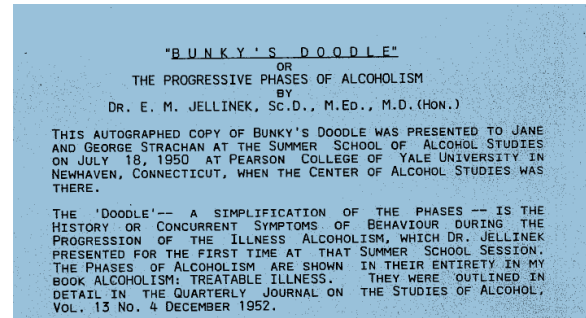 "BUNKY'S DOODLE"
OR
THE PROGRESSIVE PHASES OF ALCOHOLISM
BY
DR. E. M. JELLINEK, SC.D., M.ED., M.D.(HON.)
THIS AUTOGRAPHED COPY OF BUNKY'S DOODLE WAS PRESENTED TO JANE
AND GEORGE STRACHAN AT THE SUMMER SCHOOL OF ALCOHOL STUDIES
ON JULY 18, 1950 AT PEARSON COLLEGE OF YALE UNIVERSITY IN
NEWHAVEN, CONNECTICUT, WHEN THE CENTER OF ALCOHOL STUDIES WAS
THERE.
THE 'DOODLE'-- A SIMPLIFICATION OF THE PHASES -- IS THE
HISTORY OR CONCURRENT SYMPTOMS OF BEHAVIOUR DURING THE
PROGRESSION OF THE ILLNESS ALCOHOLISM, WHICH DR. JELLINEK
PRESENTED FOR THE FIRST TIME AT THAT SUMMER SCHOOL SESSION.
THE PHASES OF ALCOHOLISM ARE SHOWN IN THEIR ENTIRETY IN MY
BOOK ALCOHOLISM: TREATABLE ILLNESS. THEY WERE OUTLINED IN
DETAIL IN THE QUARTERLY JOURNAL ON THE STUDIES OF ALCOHOL,
VOL. 13 NO. 4 DECEMBER 1952.